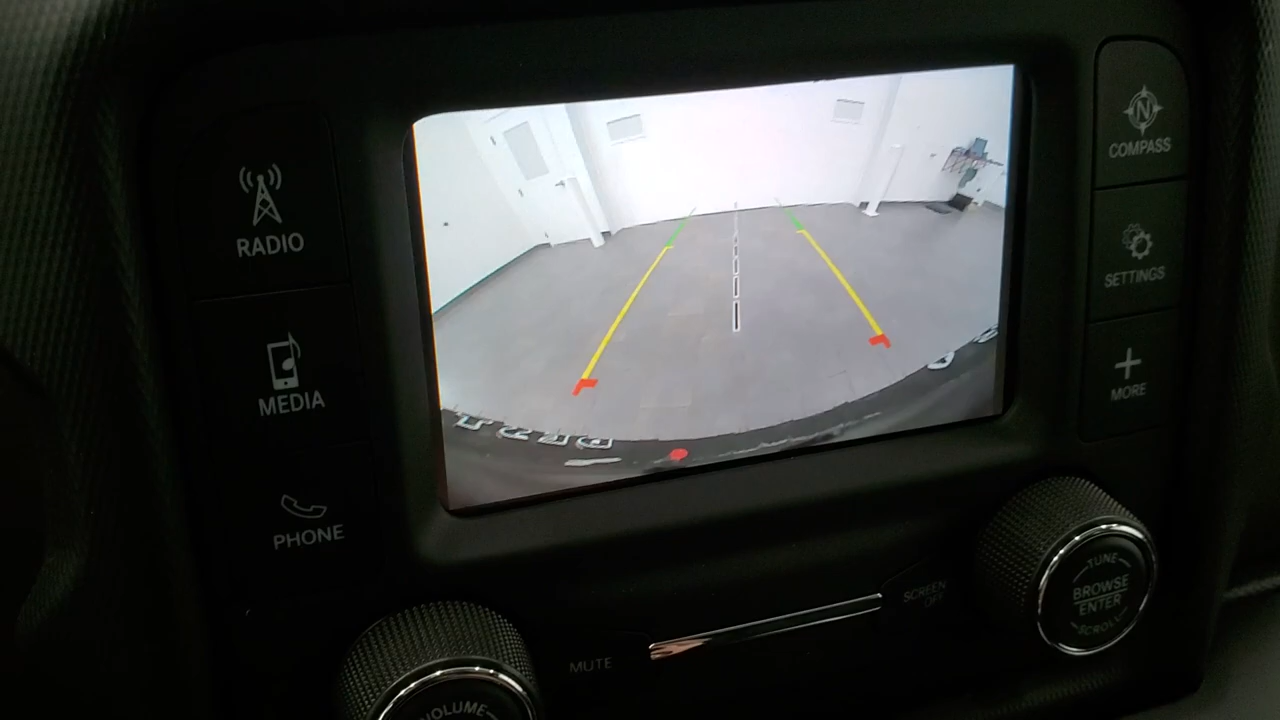 RADIO
MEDIA
PHONE
N
COMPASS
SETTINGS
MORE
MUTE
SCREEN
OFF
VOLUME
TUNE
BROWSE
ENTER
SCROLL